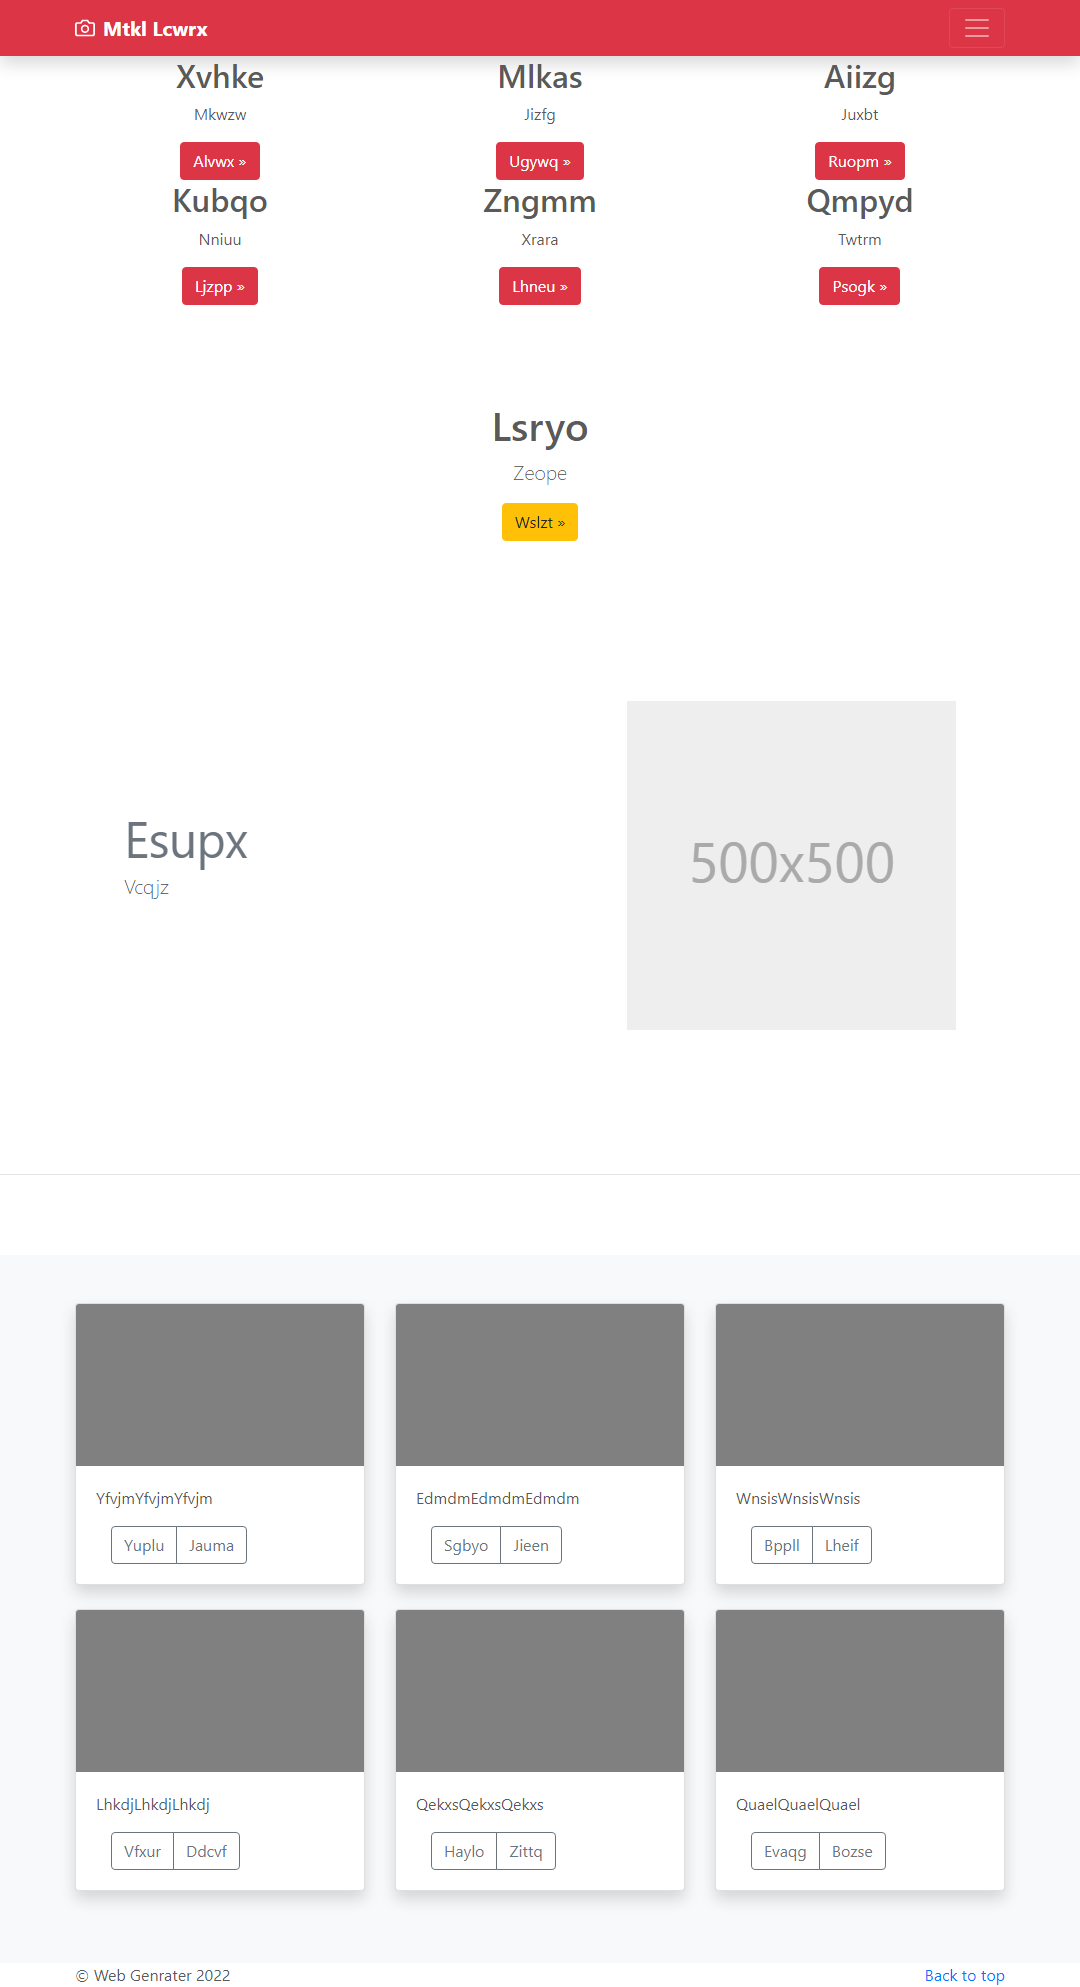 Mtkl Lcwrx
Xvhke
Mkwzw
Alvwx »
Mlkas
Jizfg
Ugywq »
Aiizg
Juxbt
Ruopm »
Kubqo
Nniuu
Ljzpp »
Zngmm
Xrara
Lhneu »
Qmpyd
Twtrm
Psogk »
Lsryo
Zeope
Wslzt »
Esupx
Vcqjz
500x500
YfvjmYfvjmYfvjm
Yuplu Jauma
EdmdmEdmdmEdmdm
Sgbyo Jieen
WnsisWnsisWnsis
Bppll Lheif
LhkdjLhkdjLhkdj
Vfxur Ddcvf
QekxsQekxsQekxs
Haylo Zittq
QuaelQuaelQuael
Evaqg Bozse
© Web Genrater 2022
Back to top